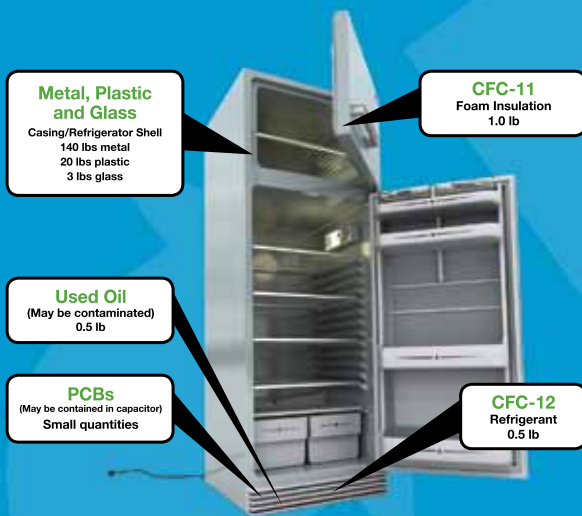 Metal, Plastic
and Glass
Casing/Refrigerator Shell
140 lbs metal
20 lbs plastic
3 lbs glass
CFC-11
Foam Insulation
1.0 lb
Used Oil
(May be contaminated)
0.5 lb
PCBs
(May be contained in capacitor)
Small quantities
CFC-12
Refrigerant
0.5 lb